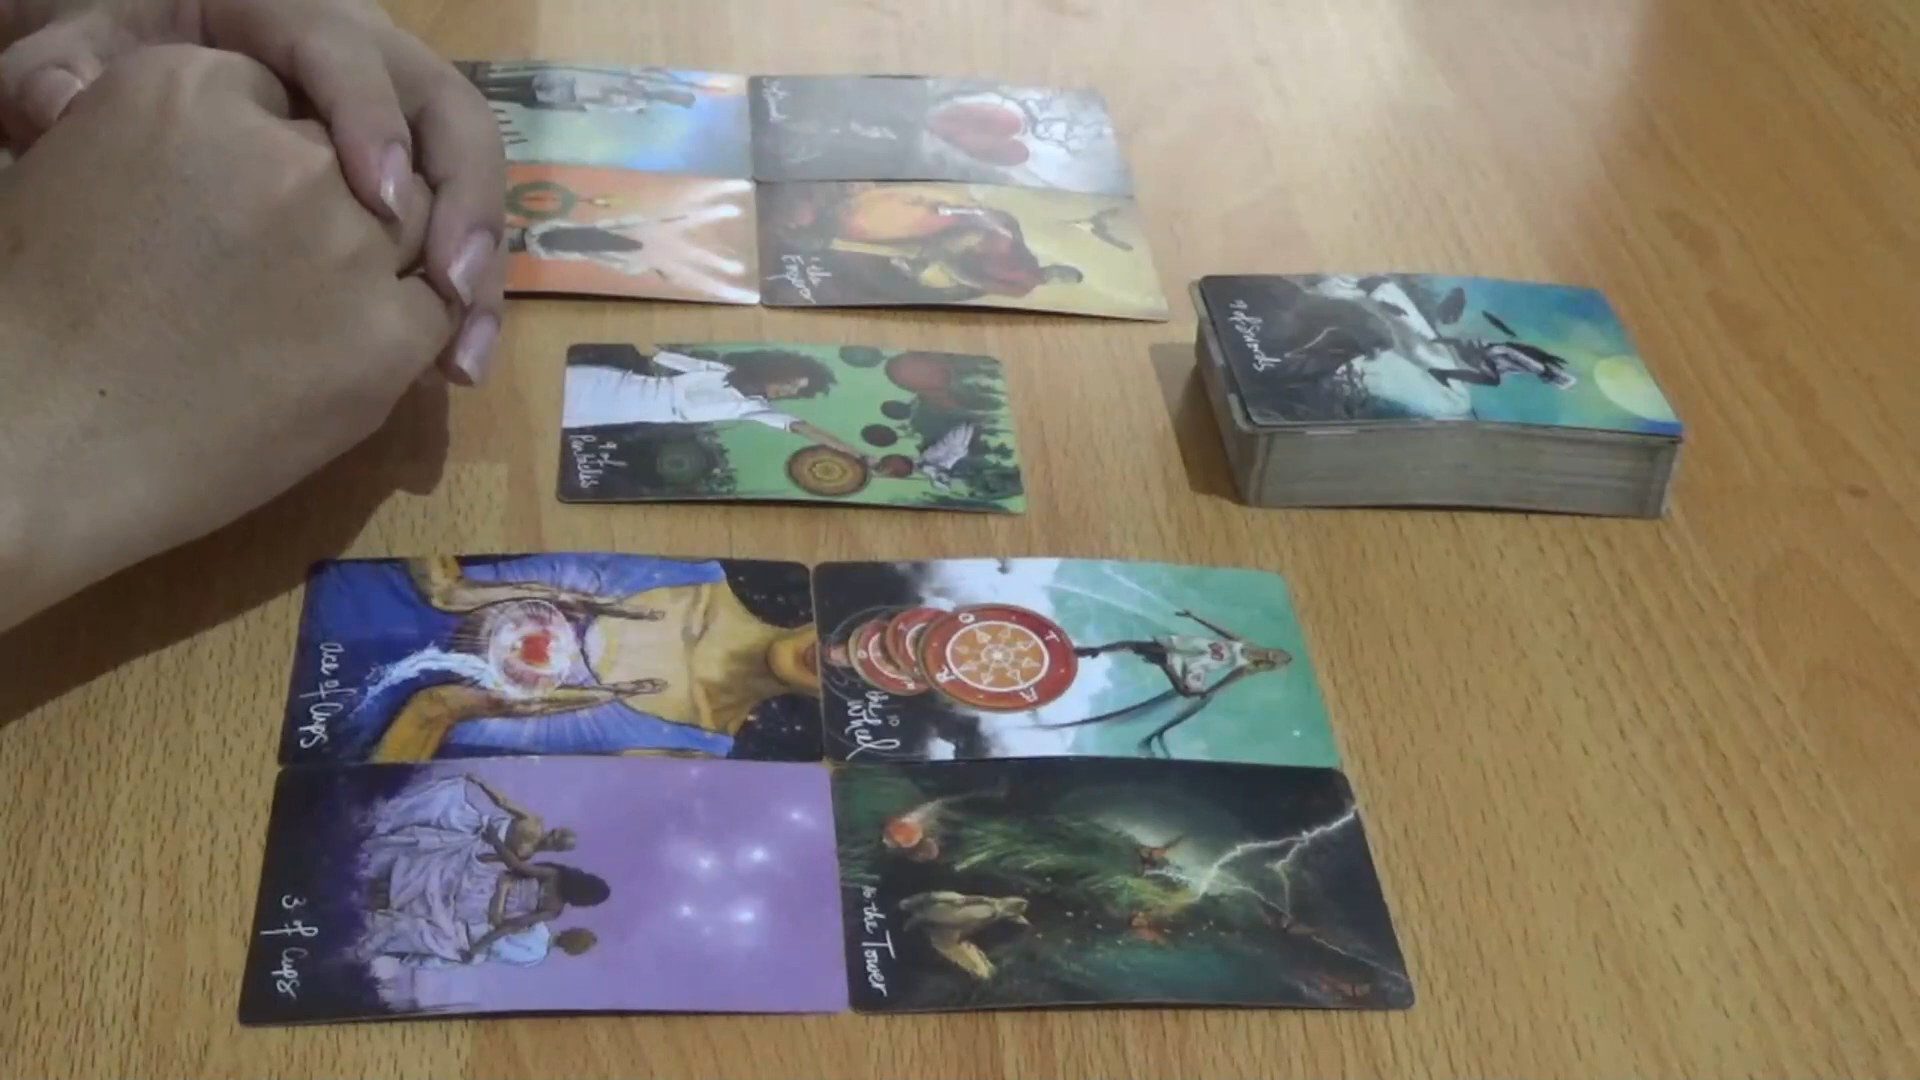 the
Emperor
9 of
Pentacles
9 of Swords
ace of Cups
10
the
Wheel
T
O
R
A
3 of Cups
16 the Tower